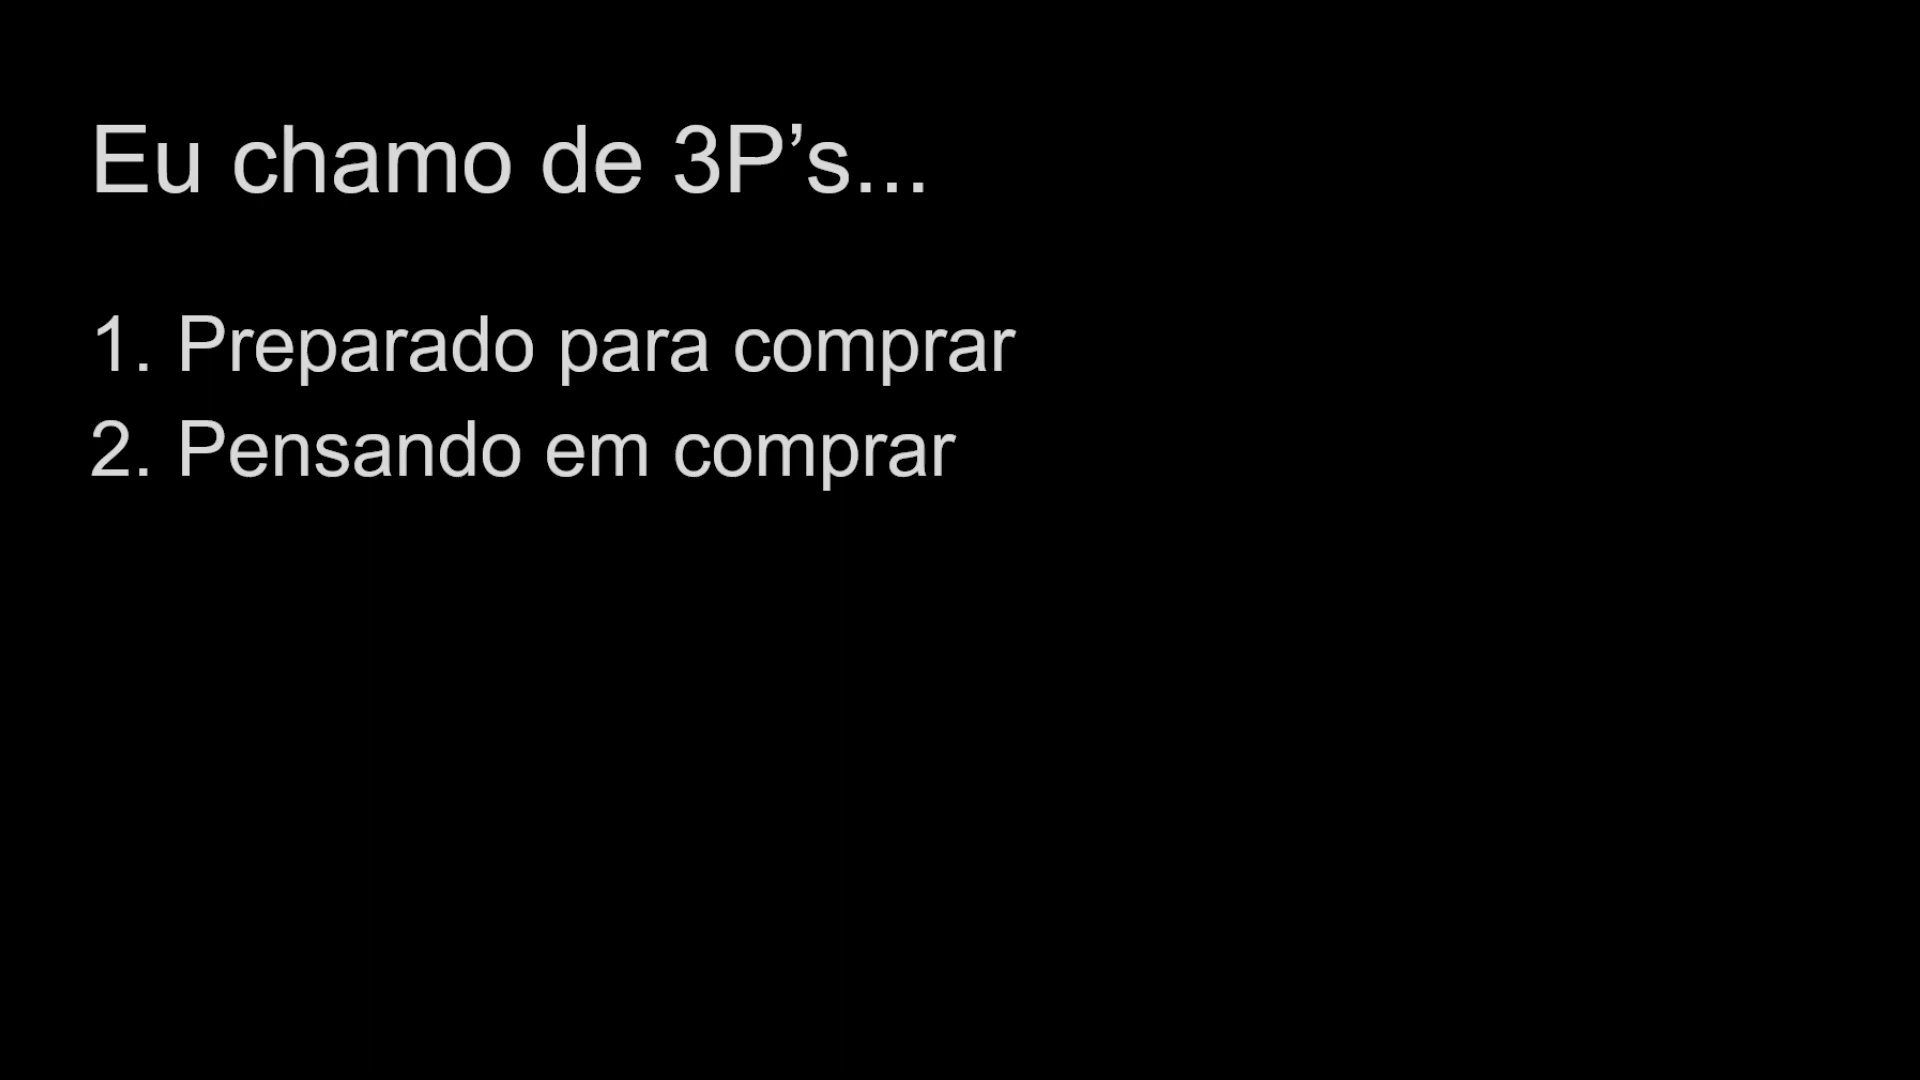 Eu chamo de 3P’s...
1. Preparado para comprar
2. Pensando em comprar